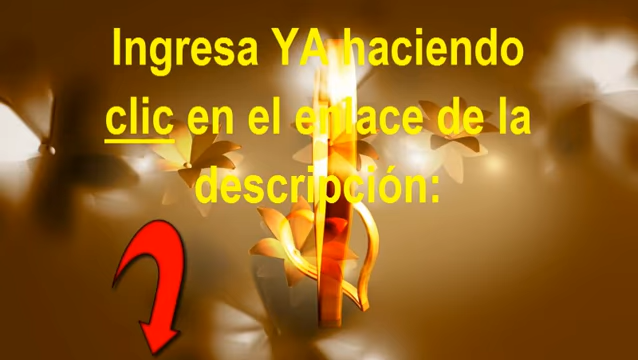 Ingresa YA haciendo
clic en el enlace de la
descripción: